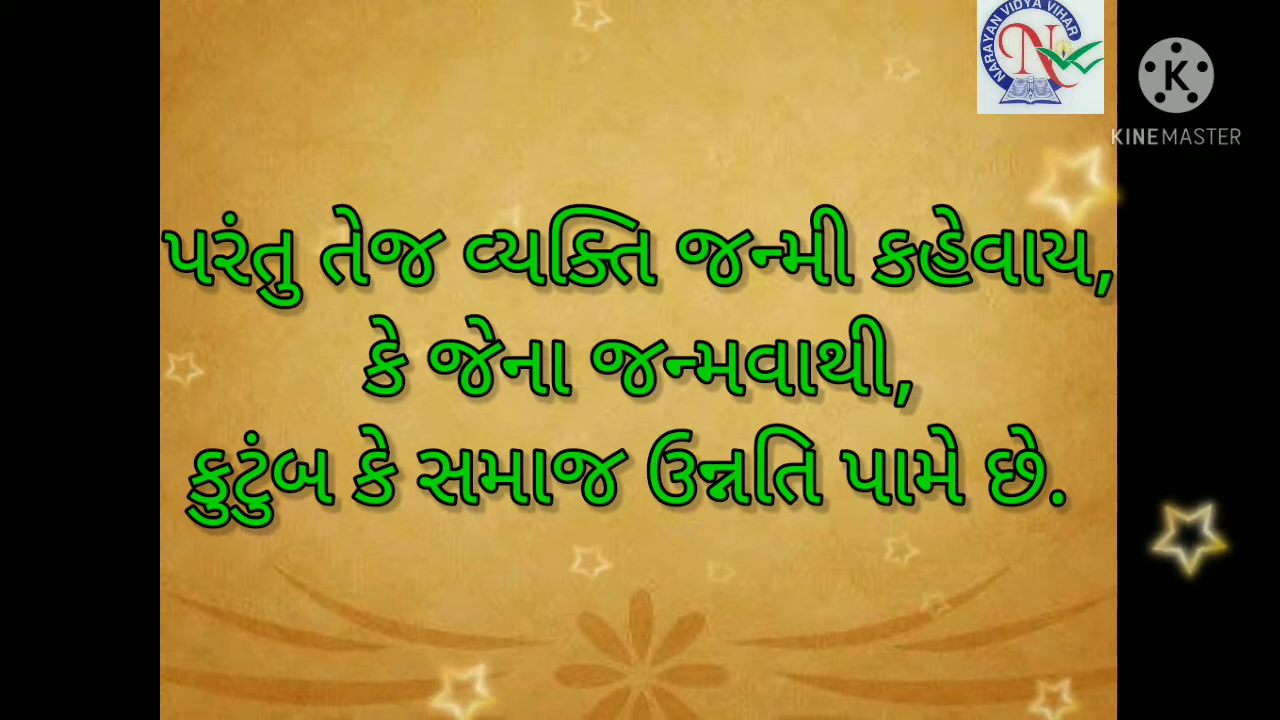 NARAYAN VIDYA VIHAR
KINEMASTER
પરંતુ તેજ વ્યક્તિ જન્મી કહેવાય,
કે જેના જન્મવાથી,
કુટુંબ કે સમાજ ઉન્નતિ પામે છે.